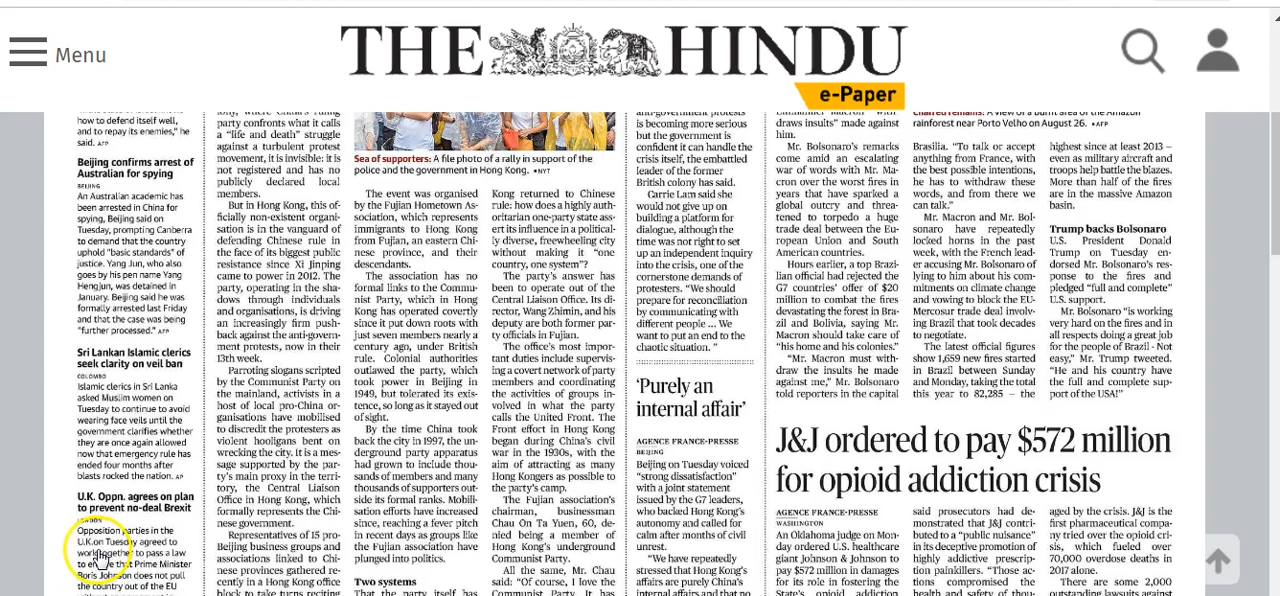 Menu
THE HINDU
e-Paper
how to defend itself well,
and to repay its enemies,” he
said. AFP
Beijing confirms arrest of
Australian for spying
BEIJING
An Australian academic has
been arrested in China for
spying, Beijing said on
Tuesday, prompting Canberra
to demand that the country
uphold “basic standards” of
justice. Yang Jun, who also
goes by his pen name Yang
Hengjun, was detained in
January. Beijing said he was
formally arrested last Friday
and that the case was being
“further processed.” AFP
Sri Lankan Islamic clerics
seek clarity on veil ban
COLOMBO
Islamic clerics in Sri Lanka
asked Muslim women on
Tuesday to continue to avoid
wearing face veils until the
government clarifies whether
they are once again allowed
now that emergency rule has
ended four months after
blasts rocked the nation. AP
U.K. Oppn. agrees on plan
to prevent no-deal Brexit
LONDON
Opposition parties in the
U.K.on Tuesday agreed to
work together to pass a law
to ensure that Prime Minister
Boris Johnson does not pull
the country out of the EU
party confronts what it calls
a “life and death” struggle
against a turbulent protest
movement, it is invisible: it is
not registered and has no
publicly declared local
members.
But in Hong Kong, this of-
ficially non-existent organi-
sation is in the vanguard of
defending Chinese rule in
the face of its biggest public
resistance since Xi Jinping
came to power in 2012. The
party, operating in the sha-
dows through individuals
and organisations, is driving
an increasingly firm push-
back against the anti-govern-
ment protests, now in their
13th week.
Parroting slogans scripted
by the Communist Party on
the mainland, activists in a
host of local pro-China or-
ganisations have mobilised
to discredit the protesters as
violent hooligans bent on
wrecking the city. It is a mes-
sage supported by the par-
ty’s main proxy in the terri-
tory, the Central Liaison
Office in Hong Kong, which
formally represents the Chi-
nese government.
Representatives of 15 pro-
Beijing business groups and
associations linked to Chi-
nese provinces gathered re-
cently in a Hong Kong office
block to take turns reciting
Sea of supporters: A file photo of a rally in support of the
police and the government in Hong Kong. •NYT
The event was organised
by the Fujian Hometown As-
sociation, which represents
immigrants to Hong Kong
from Fujian, an eastern Chi-
nese province, and their
descendants.
The association has no
formal links to the Commu-
nist Party, which in Hong
Kong has operated covertly
since it put down roots with
just seven members nearly a
century ago, under British
rule. Colonial authorities
outlawed the party, which
took power in Beijing in
1949, but tolerated its exis-
tence, so long as it stayed out
of sight.
By the time China took
back the city in 1997, the un-
derground party apparatus
had grown to include thou-
sands of members and many
thousands of supporters outs-
ide its formal ranks. Mobili-
sation efforts have increased
since, reaching a fever pitch
in recent days as groups like
the Fujian association have
plunged into politics.
Two systems
That the party itself has
Kong returned to Chinese
rule: how does a highly auth-
oritarian one-party state ass-
ert its influence in a political-
ly diverse, freewheeling city
without making it “one
country, one system”?
The party’s answer has
been to operate out of the
Central Liaison Office. Its di-
rector, Wang Zhimin, and his
deputy are both former par-
ty officials in Fujian.
The office’s most impor-
tant duties include supervis-
ing a covert network of party
members and coordinating
the activities of groups in-
volved in what the party
calls the United Front. The
Front effort in Hong Kong
began during China’s civil
war in the 1930s, with the
aim of attracting as many
Hong Kongers as possible to
the party’s camp.
The Fujian association’s
chairman, businessman
Chau On Ta Yuen, 60, de-
nied being a member of
Hong Kong’s underground
Communist Party.
All the same, Mr. Chau
said: “Of course, I love the
Communist Party. It has
anti-government protests
is becoming more serious
but the government is
confident it can handle the
crisis itself, the embattled
leader of the former
British colony has said.
Carrie Lam said she
would not give up on
building a platform for
dialogue, although the
time was not right to set
up an independent inquiry
into the crisis, one of the
cornerstone demands of
protesters. “We should
prepare for reconciliation
by communicating with
different people ... We
want to put an end to the
chaotic situation. ”
‘Purely an
internal affair’
AGENCE FRANCE-PRESSE
BEIJING
Beijing on Tuesday voiced
“strong dissatisfaction”
with a joint statement
issued by the G7 leaders,
who backed Hong Kong’s
autonomy and called for
calm after months of civil
unrest.
“We have repeatedly
stressed that Hong Kong’s
affairs are purely China’s
internal affairs and that no
draws insults” made against
him.
Mr. Bolsonaro’s remarks
come amid an escalating
war of words with Mr. Ma-
cron over the worst fires in
years that have sparked a
global outcry and threa-
tened to torpedo a huge
trade deal between the Eu-
ropean Union and South
American countries.
Hours earlier, a top Brazi-
lian official had rejected the
G7 countries’ offer of $20
million to combat the fires
devastating the forest in Bra-
zil and Bolivia, saying Mr.
Macron should take care of
“his home and his colonies.”
“Mr. Macron must with-
draw the insults he made
against me,” Mr. Bolsonaro
told reporters in the capital
Charred remains: A view of a burnt area of the Amazon
rainforest near Porto Velho on August 26. •AFP
Brasilia. “To talk or accept
anything from France, with
the best possible intentions,
he has to withdraw these
words, and from there we
can talk.”
Mr. Macron and Mr. Bol-
sonaro have repeatedly
locked horns in the past
week, with the French lead-
er accusing Mr. Bolsonaro of
lying to him about his com-
mitments on climate change
and vowing to block the EU-
Mercosur trade deal involv-
ing Brazil that took decades
to negotiate.
The latest official figures
show 1,659 new fires started
in Brazil between Sunday
and Monday, taking the total
this year to 82,285 – the
highest since at least 2013 –
even as military aircraft and
troops help battle the blazes.
More than half of the fires
are in the massive Amazon
basin.
Trump backs Bolsonaro
U.S. President Donald
Trump on Tuesday en-
dorsed Mr. Bolsonaro’s res-
ponse to the fires and
pledged “full and complete”
U.S. support.
Mr. Bolsonaro “is working
very hard on the fires and in
all respects doing a great job
for the people of Brazil - Not
easy,” Mr. Trump tweeted.
“He and his country have
the full and complete sup-
port of the USA!”
J&J ordered to pay $572 million
for opioid addiction crisis
AGENCE FRANCE-PRESSE
WASHINGTON
An Oklahoma judge on Mon-
day ordered U.S. healthcare
giant Johnson & Johnson to
pay $572 million in damages
for its role in fostering the
State’s opioid addiction
said prosecutors had de-
monstrated that J&J contri-
buted to a “public nuisance”
in its deceptive promotion of
highly addictive prescrip-
tion painkillers. “Those ac-
tions compromised the
health and safety of thou-
aged by the crisis. J&J is the
first pharmaceutical compa-
ny tried over the opioid cri-
sis, which fueled over
70,000 overdose deaths in
2017 alone.
There are some 2,000
outstanding lawsuits against